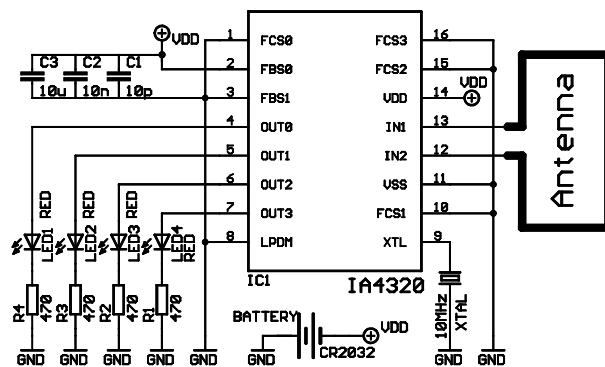 VDD
C3 C2 C1
10u 10n 10p
1 FCS0 FCS3 16
2 FBS0 FCS2 15
3 FBS1 VDD 14 VDD
4 OUT0 IN1 13
5 OUT1 IN2 12
6 OUT2 VSS 11
7 OUT3 FCS1 10
8 LPDM XTL 9
Antenna
LED1 RED
LED2 RED
LED3 RED
LED4 RED
IC1 IA4320
R4 470
R3 470
R2 470
R1 470
BATTERY
VDD
CR2032
10MHz XTAL
GND GND GND GND GND GND GND GND